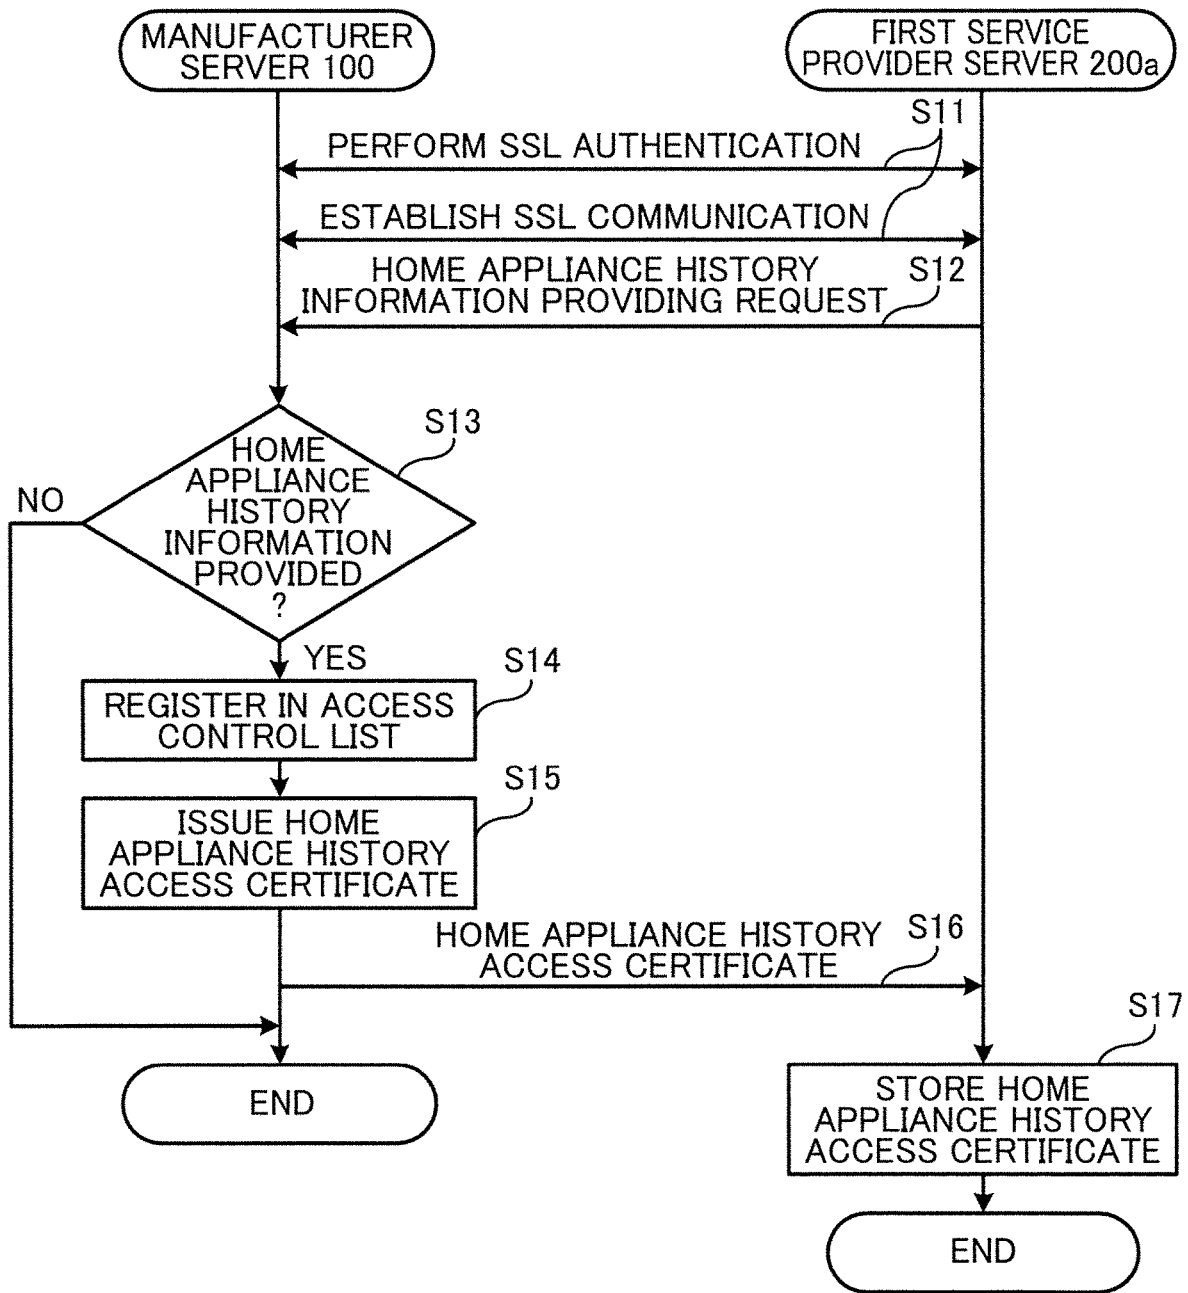 MANUFACTURER
SERVER 100
FIRST SERVICE
PROVIDER SERVER 200a
S11
PERFORM SSL AUTHENTICATION
ESTABLISH SSL COMMUNICATION
HOME APPLIANCE HISTORY
INFORMATION PROVIDING REQUEST
S12
S13
HOME
APPLIANCE
HISTORY
INFORMATION
PROVIDED
?
NO
YES
S14
REGISTER IN ACCESS
CONTROL LIST
S15
ISSUE HOME
APPLIANCE HISTORY
ACCESS CERTIFICATE
HOME APPLIANCE HISTORY
ACCESS CERTIFICATE
S16
S17
STORE HOME
APPLIANCE HISTORY
ACCESS CERTIFICATE
END
END